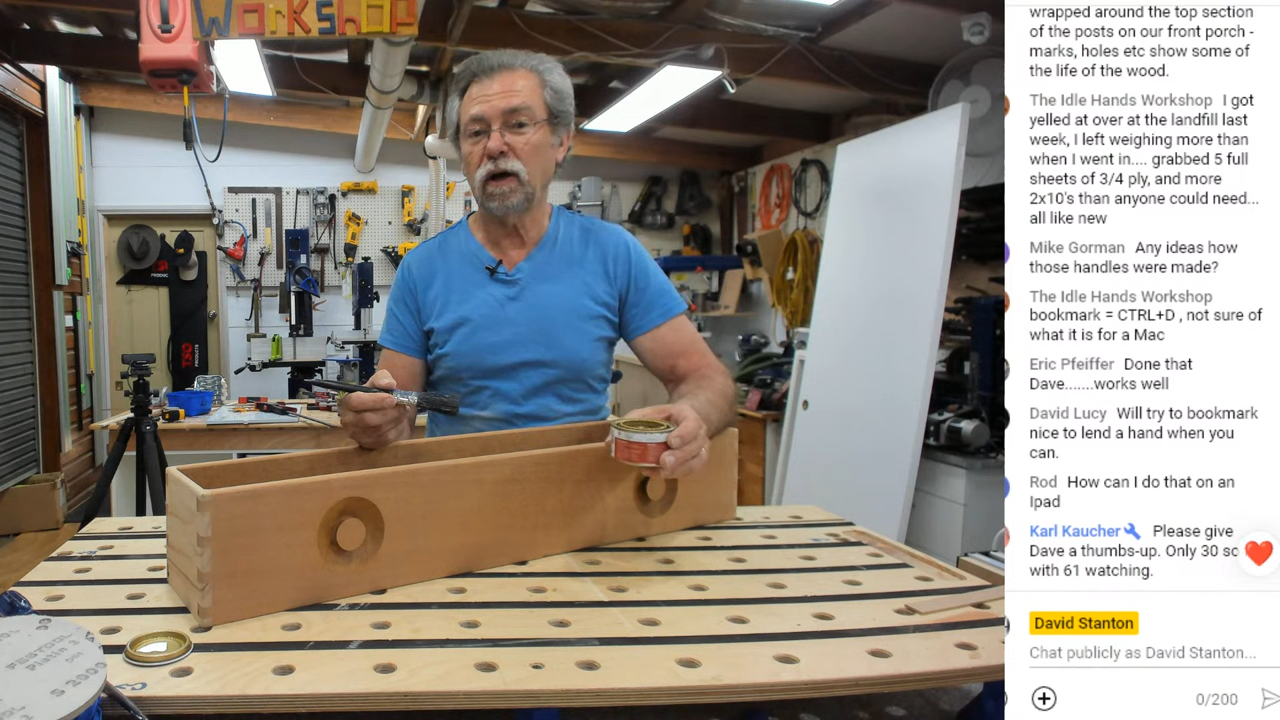 Workshop
PRODUC
TSO
PRODUCTS
FESTOOL
Platin 2
S 2000
wrapped around the top section
of the posts on our front porch -
marks, holes etc show some of
the life of the wood.
The Idle Hands Workshop I got
yelled at over at the landfill last
week, I left weighing more than
when I went in.... grabbed 5 full
sheets of 3/4 ply, and more
2x10's than anyone could need...
all like new
Mike Gorman Any ideas how
those handles were made?
The Idle Hands Workshop
bookmark = CTRL+D , not sure of
what it is for a Mac
Eric Pfeiffer Done that
Dave.......works well
David Lucy Will try to bookmark
nice to lend a hand when you
can.
Rod How can I do that on an
Ipad
Karl Kaucher Please give
Dave a thumbs-up. Only 30 so
with 61 watching.
David Stanton
Chat publicly as David Stanton...
0/200